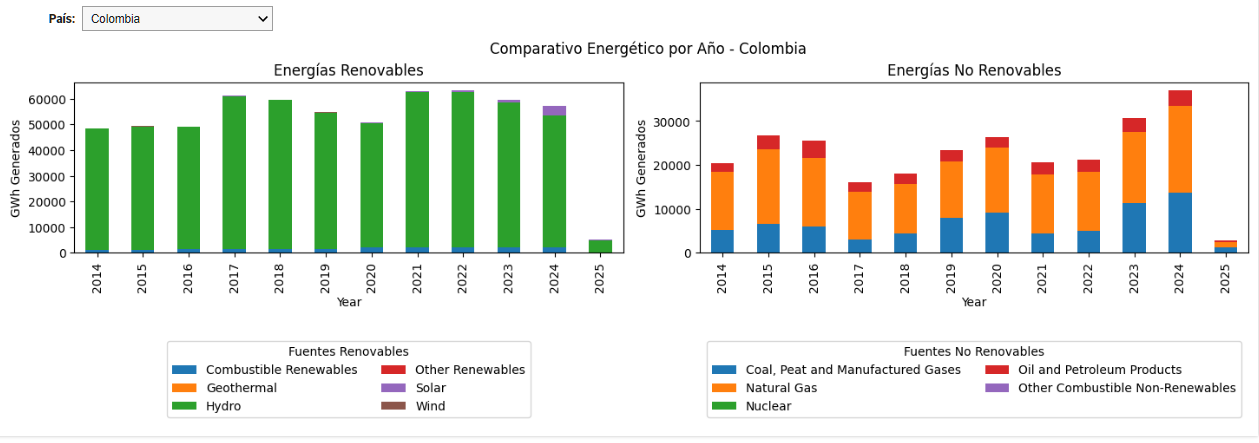 País: Colombia
Comparativo Energético por Año - Colombia
Energías Renovables
GWh Generados
60000
50000
40000
30000
20000
10000
0
2014 2015 2016 2017 2018 2019 2020 2021 2022 2023 2024 2025
Year
Fuentes Renovables
Combustible Renewables Other Renewables
Geothermal Solar
Hydro Wind
Energías No Renovables
GWh Generados
30000
20000
10000
0
2014 2015 2016 2017 2018 2019 2020 2021 2022 2023 2024 2025
Year
Fuentes No Renovables
Coal, Peat and Manufactured Gases Oil and Petroleum Products
Natural Gas Other Combustible Non-Renewables
Nuclear